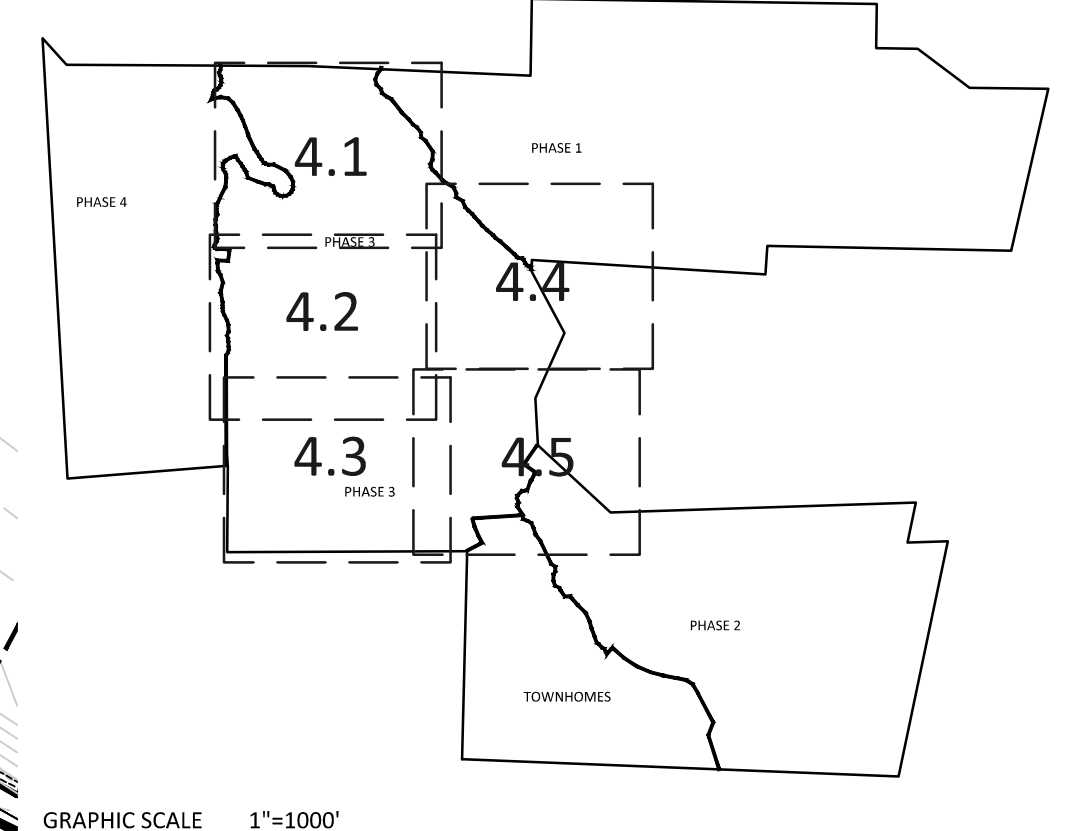 PHASE 1
4.1
PHASE 4
PHASE 3
4.4
4.2
4.3
4.5
PHASE 3
PHASE 2
TOWNHOMES
GRAPHIC SCALE 1"=1000'